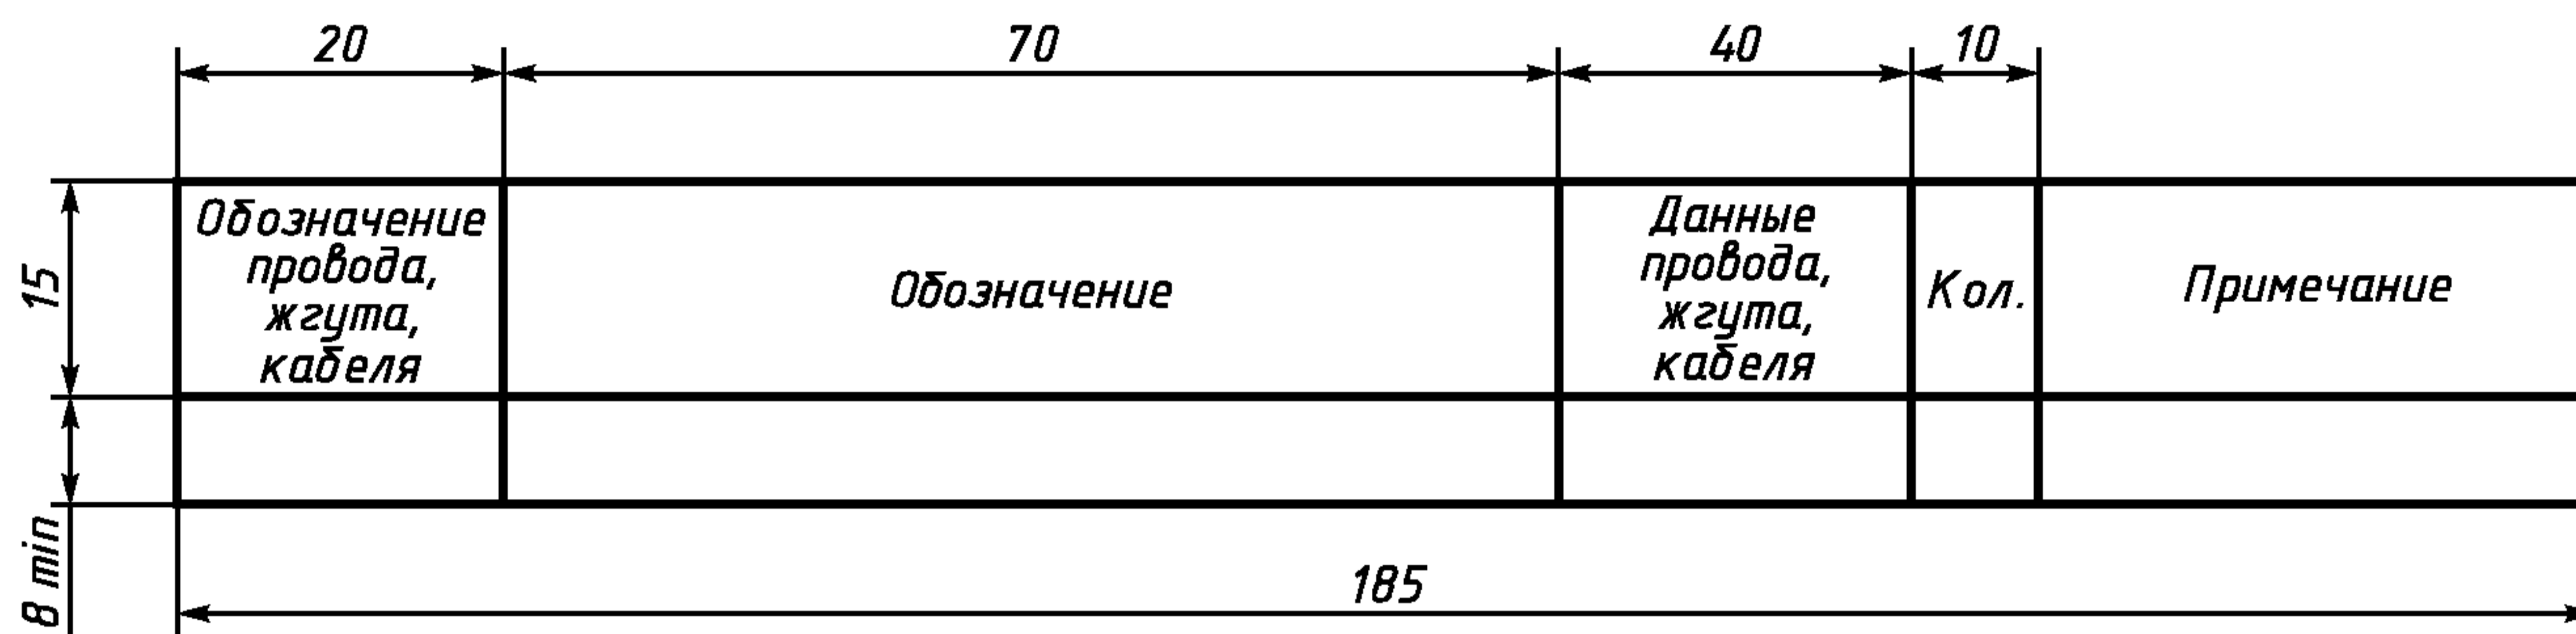 20 70 40 10
15
Обозначение
провода,
жгута,
кабеля
Обозначение
Данные
провода,
жгута,
кабеля
Кол.
Примечание
8 min
185